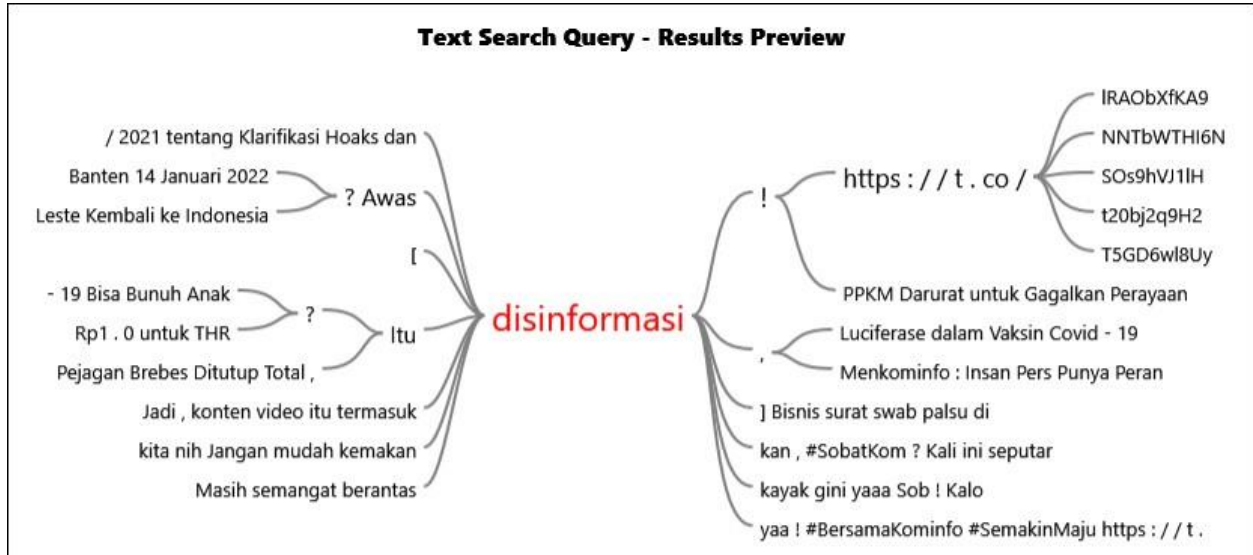 Text Search Query - Results Preview
/ 2021 tentang Klarifikasi Hoaks dan
Banten 14 Januari 2022
Leste Kembali ke Indonesia
? Awas
[
- 19 Bisa Bunuh Anak
Rp1 . 0 untuk THR
?
Pejagan Brebes Ditutup Total ,
Itu
Jadi , konten video itu termasuk
kita nih Jangan mudah kemakan
Masih semangat berantas
disinformasi
!
https : / / t . co /
lRAObXfKA9
NNTbWTHI6N
SOs9hVJ1lH
t20bj2q9H2
T5GD6wl8Uy
PPKM Darurat untuk Gagalkan Perayaan
,
Luciferase dalam Vaksin Covid - 19
Menkominfo : Insan Pers Punya Peran
] Bisnis surat swab palsu di
kan , #SobatKom ? Kali ini seputar
kayak gini yaaa Sob ! Kalo
yaa ! #BersamaKominfo #SemakinMaju https : / / t .